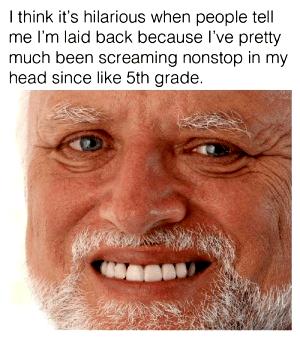 I think it's hilarious when people tell
me I'm laid back because I've pretty
much been screaming nonstop in my
head since like 5th grade.